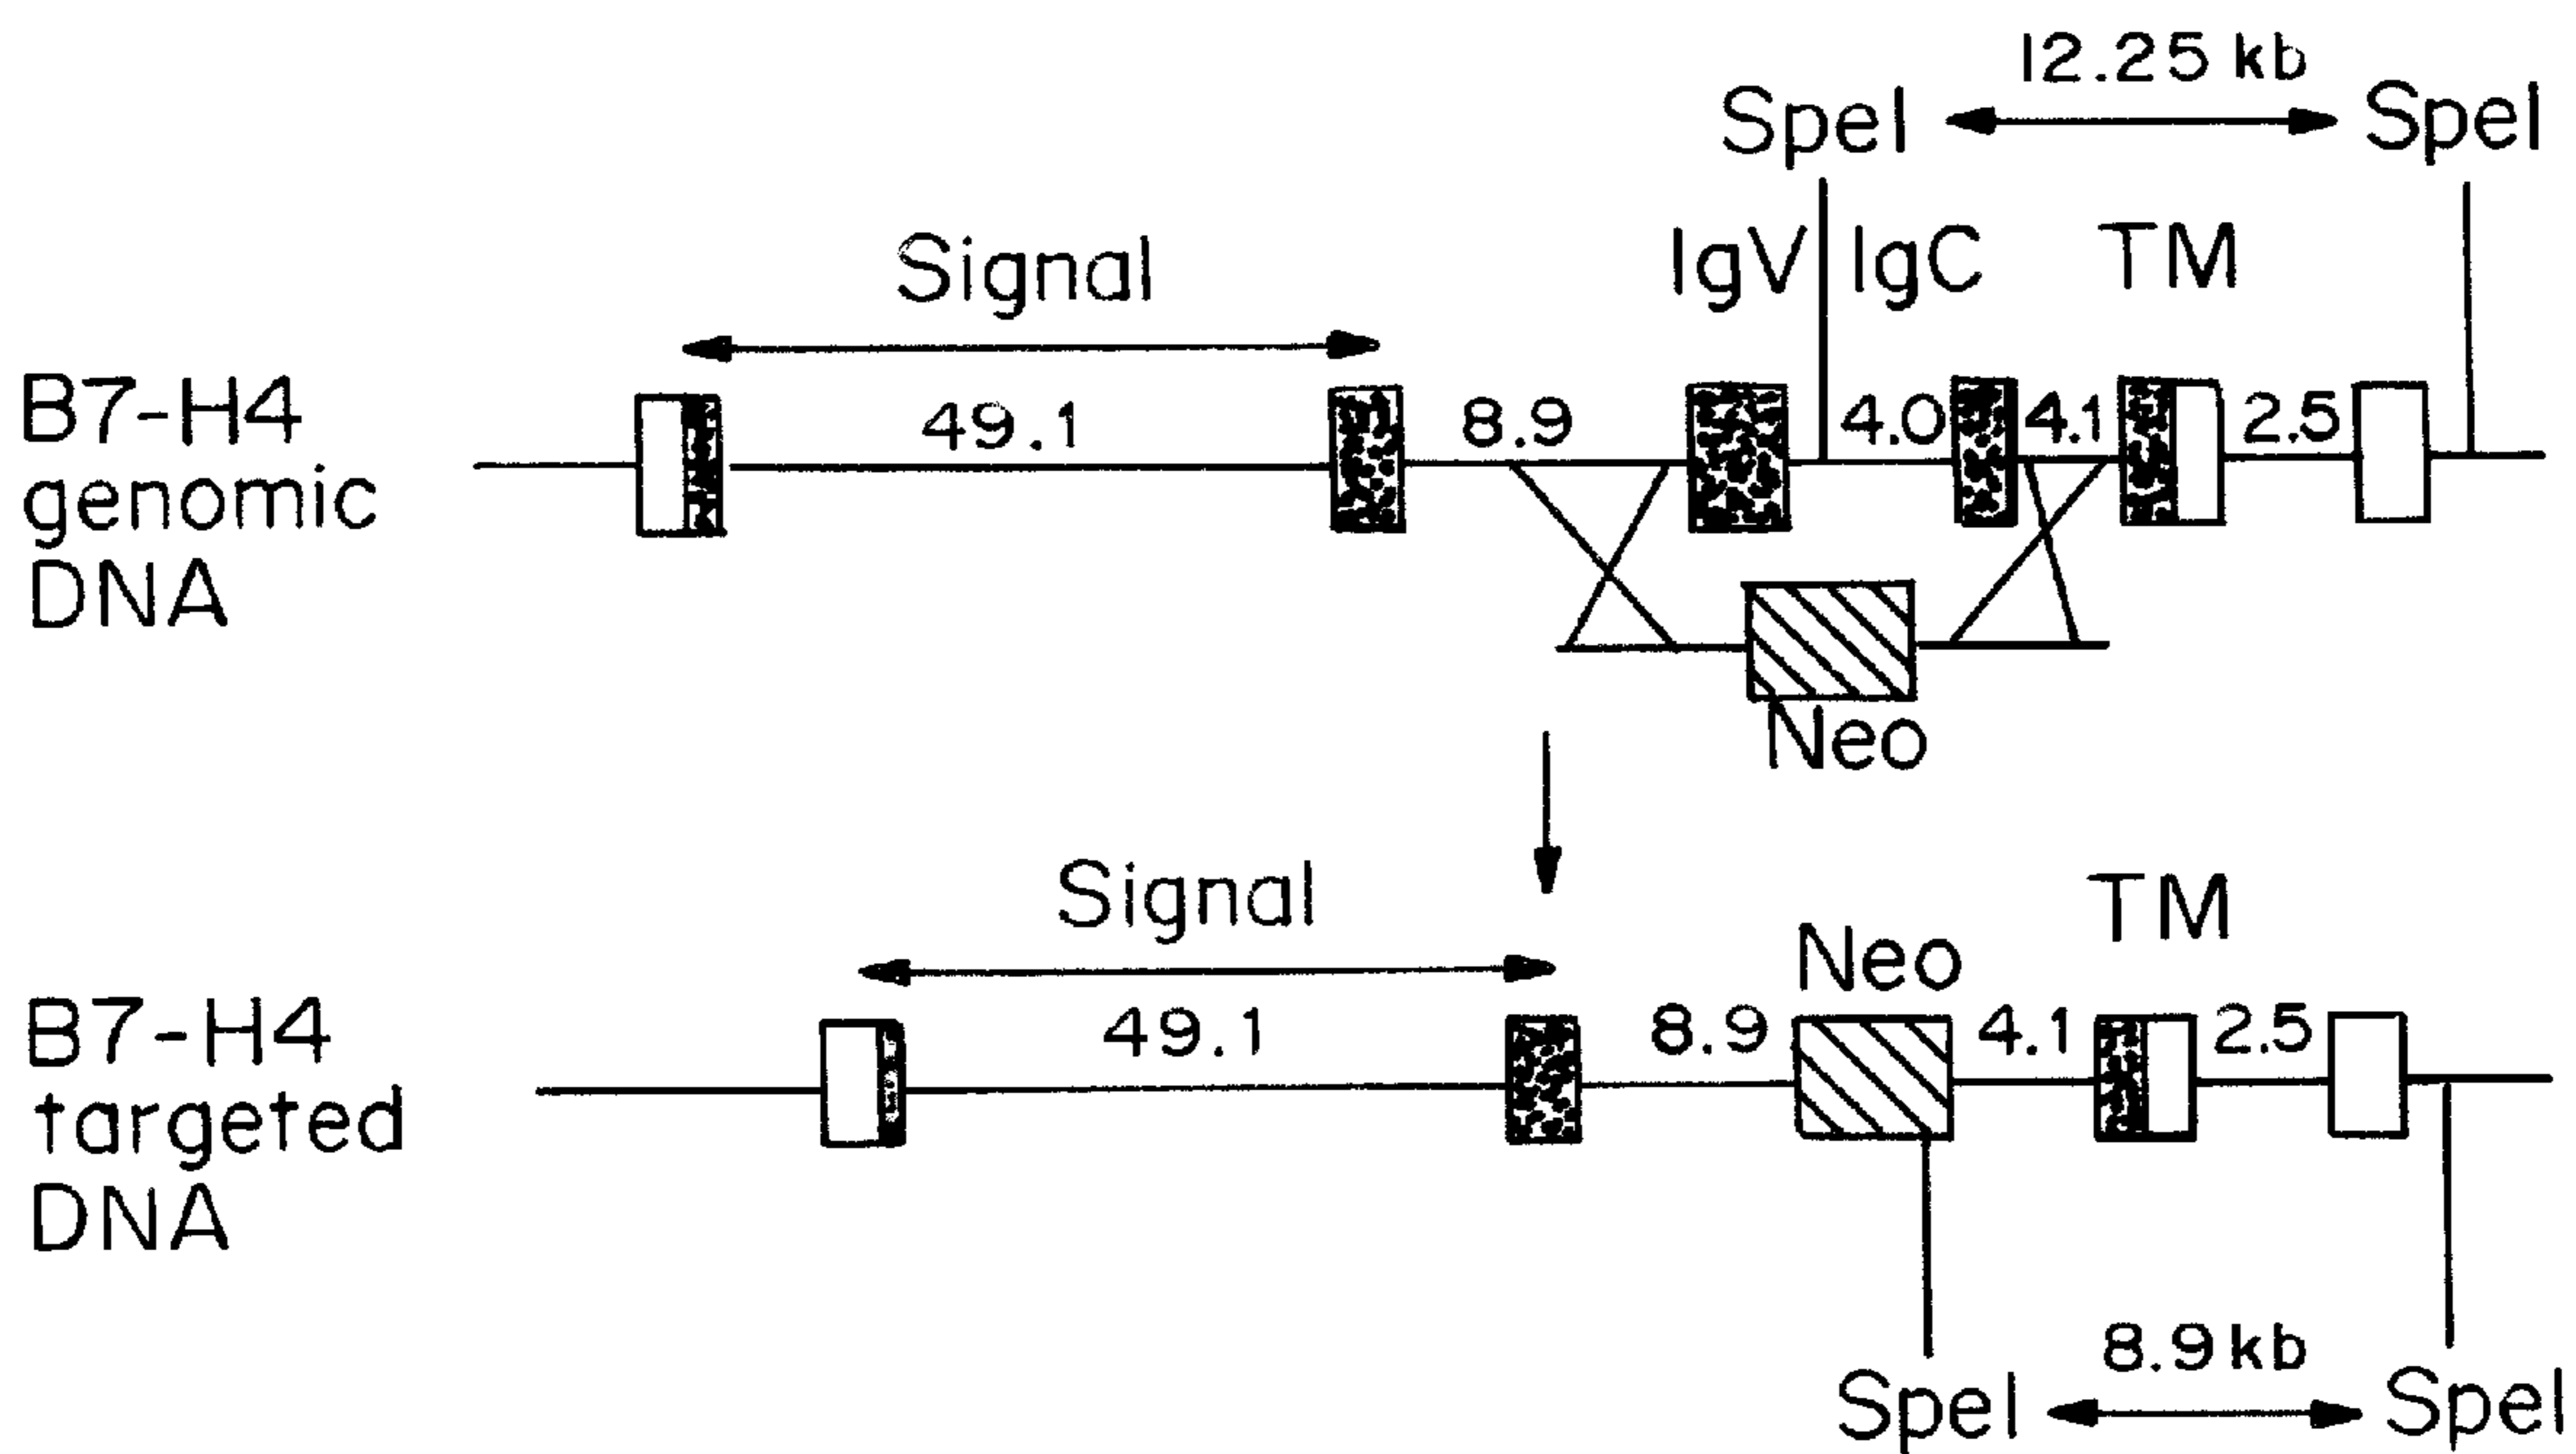 12.25 kb
SpeI SpeI
Signal IgV IgC TM
B7-H4 genomic DNA
49.1 8.9 4.0 4.1 2.5
Neo
Signal Neo TM
B7-H4 targeted DNA
49.1 8.9 4.1 2.5
8.9 kb
SpeI SpeI